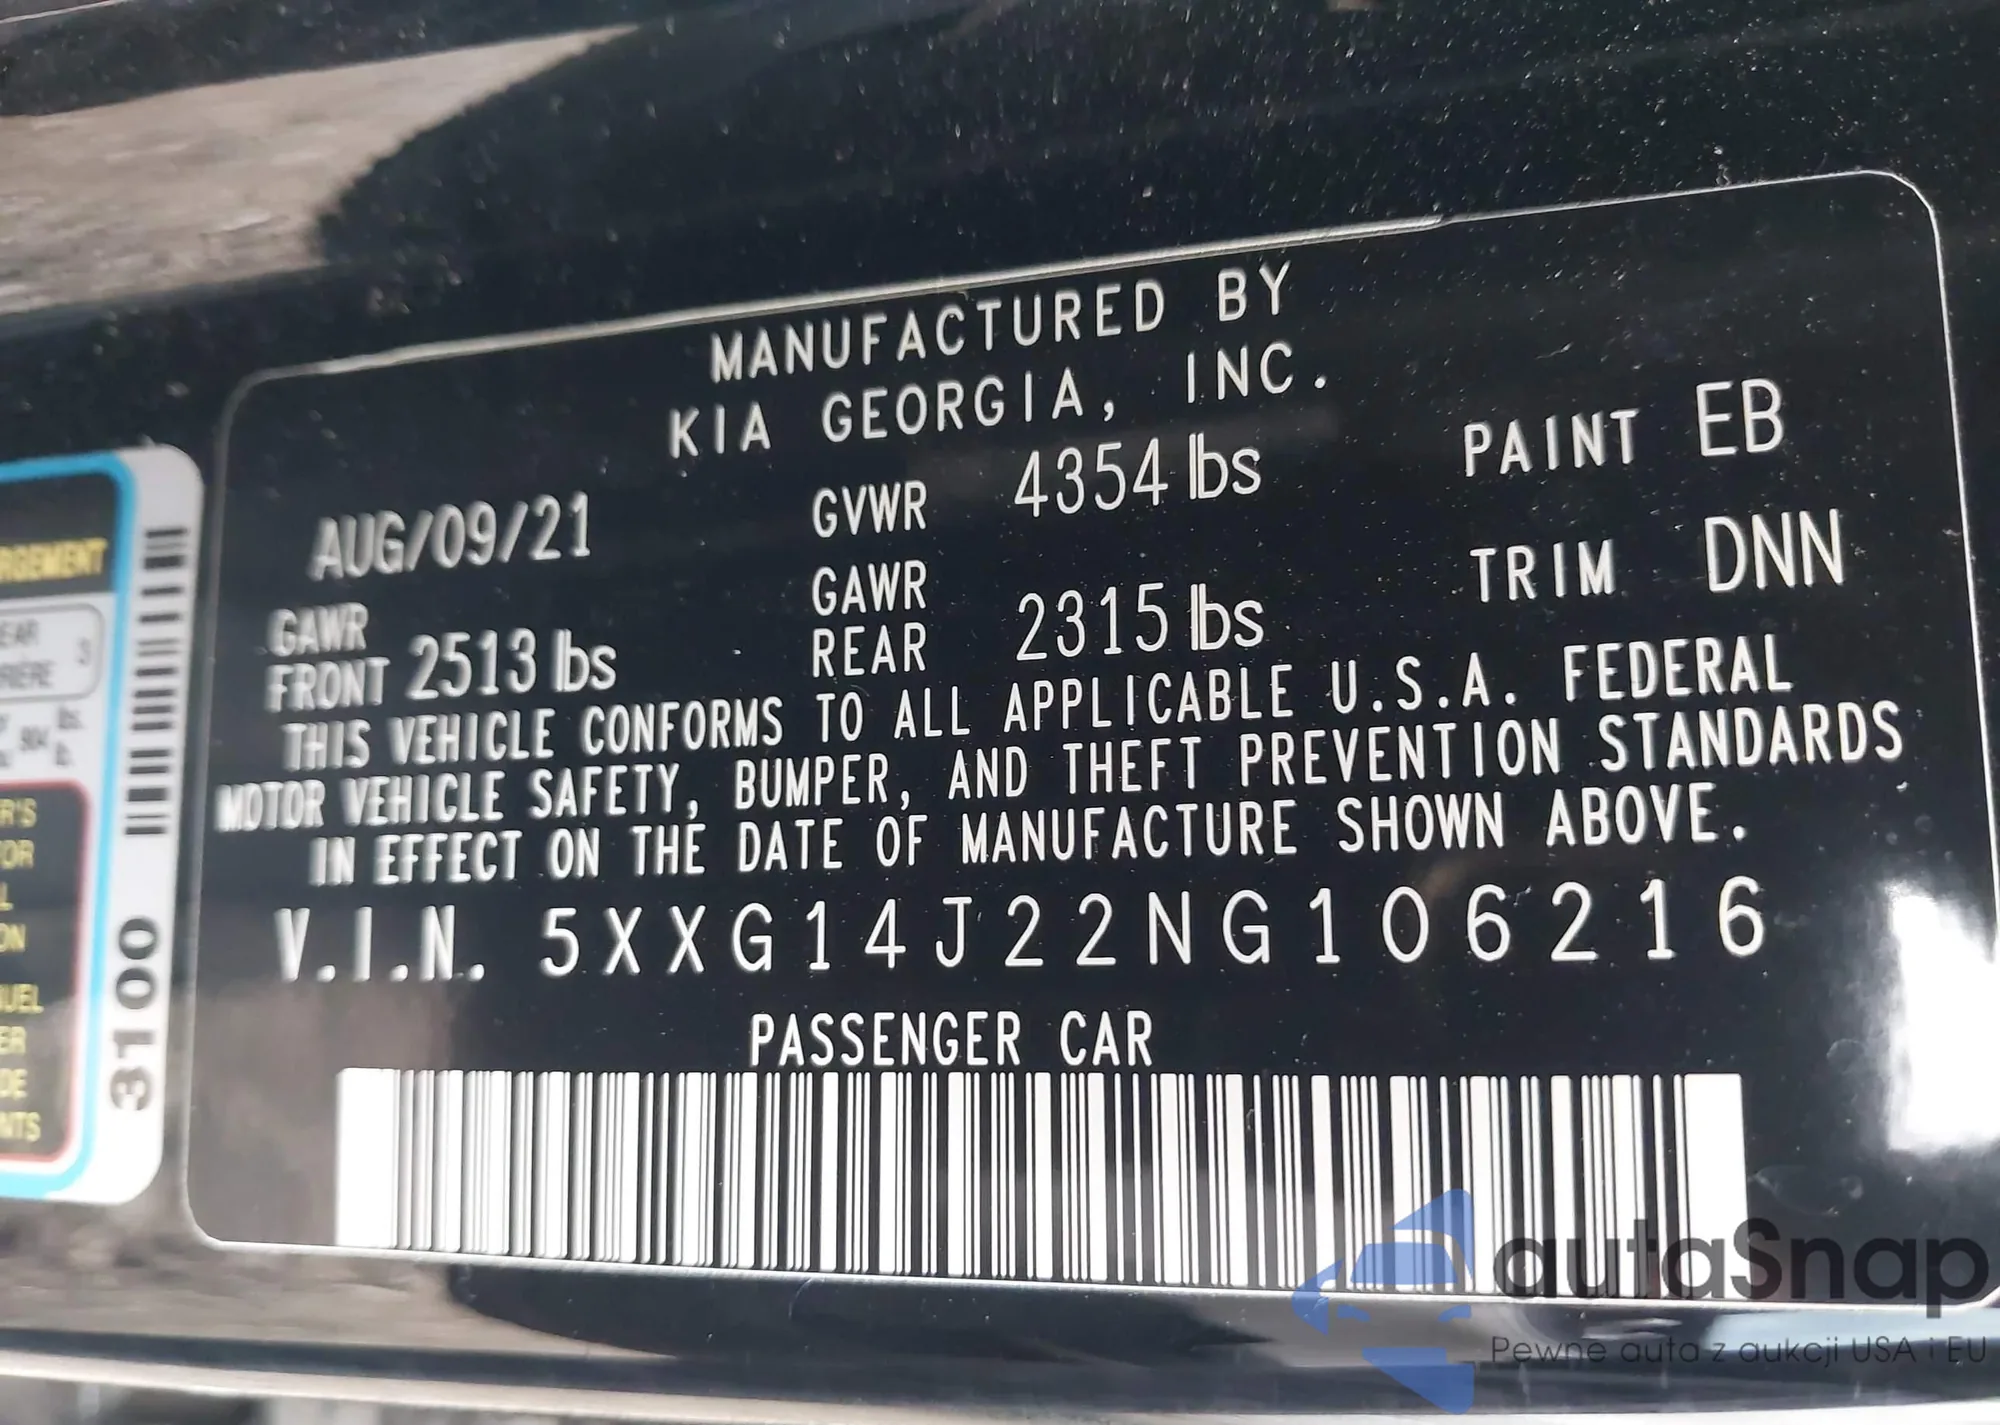 MANUFACTURED BY
KIA GEORGIA, INC.
AUG/09/21 GVWR 4354 lbs PAINT EB
GAWR FRONT 2513 lbs GAWR REAR 2315 lbs TRIM DNN
THIS VEHICLE CONFORMS TO ALL APPLICABLE U.S.A. FEDERAL
MOTOR VEHICLE SAFETY, BUMPER, AND THEFT PREVENTION STANDARDS
IN EFFECT ON THE DATE OF MANUFACTURE SHOWN ABOVE.
V.I.N. 5XXG14J22NG106216
PASSENGER CAR
3100
3
autaSnap
Pewne auta z aukcji USA i EU